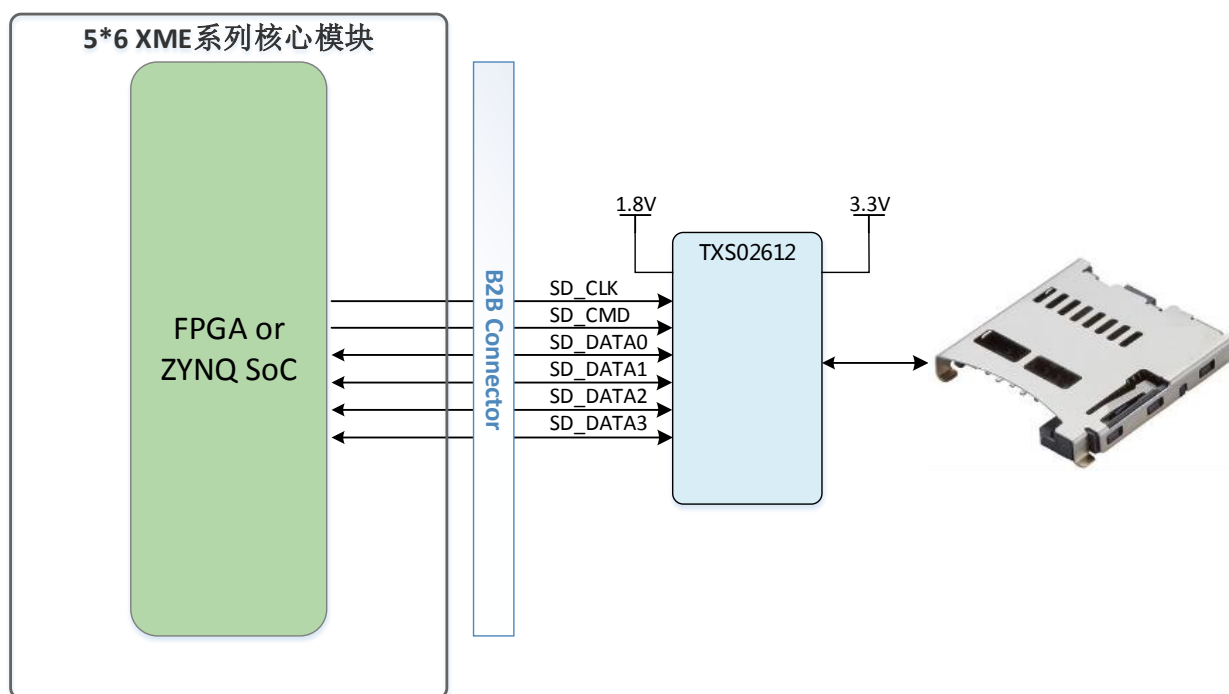 5*6 XME系列核心模块
FPGA or
ZYNQ SoC
B2B Connector
SD_CLK
SD_CMD
SD_DATA0
SD_DATA1
SD_DATA2
SD_DATA3
1.8V
3.3V
TXS02612